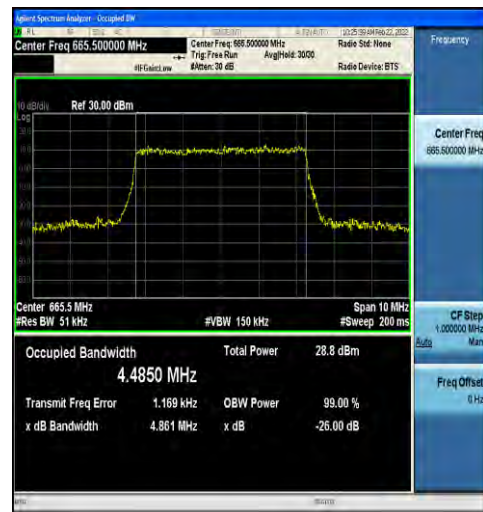 Agilent Spectrum Analyzer - Occupied BW
RL
Center Freq 665.500000 MHz
Center Freq: 665.500000 MHz
Radio Std: None
Trig: Free Run
Avg|Hold: 30/30
#IFGain:Low
#Atten: 30 dB
Radio Device: BTS
Frequency
10 dB/div
Ref 30.00 dBm
Log
Center Freq
665.500000 MHz
Center 665.5 MHz
Span 10 MHz
#Res BW 51 kHz
#VBW 150 kHz
#Sweep 200 ms
CF Step
1.000000 MHz
Auto
Man
Occupied Bandwidth
Total Power
28.8 dBm
4.4850 MHz
Transmit Freq Error
1.169 kHz
OBW Power
99.00 %
x dB Bandwidth
4.861 MHz
x dB
-26.00 dB
Freq Offset
0 Hz